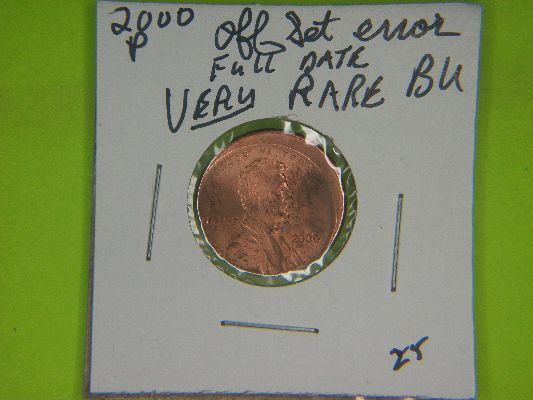 2000 Off Set error
P FULL DATE
VERY RARE BU
2000
25